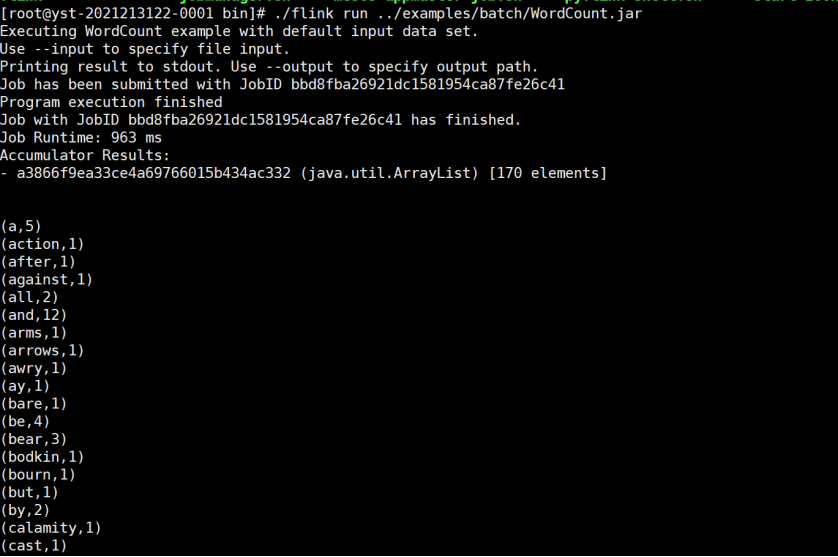 [root@yst-2021213122-0001 bin]# ./flink run ../examples/batch/WordCount.jar
Executing WordCount example with default input data set.
Use --input to specify file input.
Printing result to stdout. Use --output to specify output path.
Job has been submitted with JobID bbd8fba26921dc1581954ca87fe26c41
Program execution finished
Job with JobID bbd8fba26921dc1581954ca87fe26c41 has finished.
Job Runtime: 963 ms
Accumulator Results:
- a3866f9ea33ce4a69766015b434ac332 (java.util.ArrayList) [170 elements]
(a,5)
(action,1)
(after,1)
(against,1)
(all,2)
(and,12)
(arms,1)
(arrows,1)
(awry,1)
(ay,1)
(bare,1)
(be,4)
(bear,3)
(bodkin,1)
(bourn,1)
(but,1)
(by,2)
(calamity,1)
(cast,1)